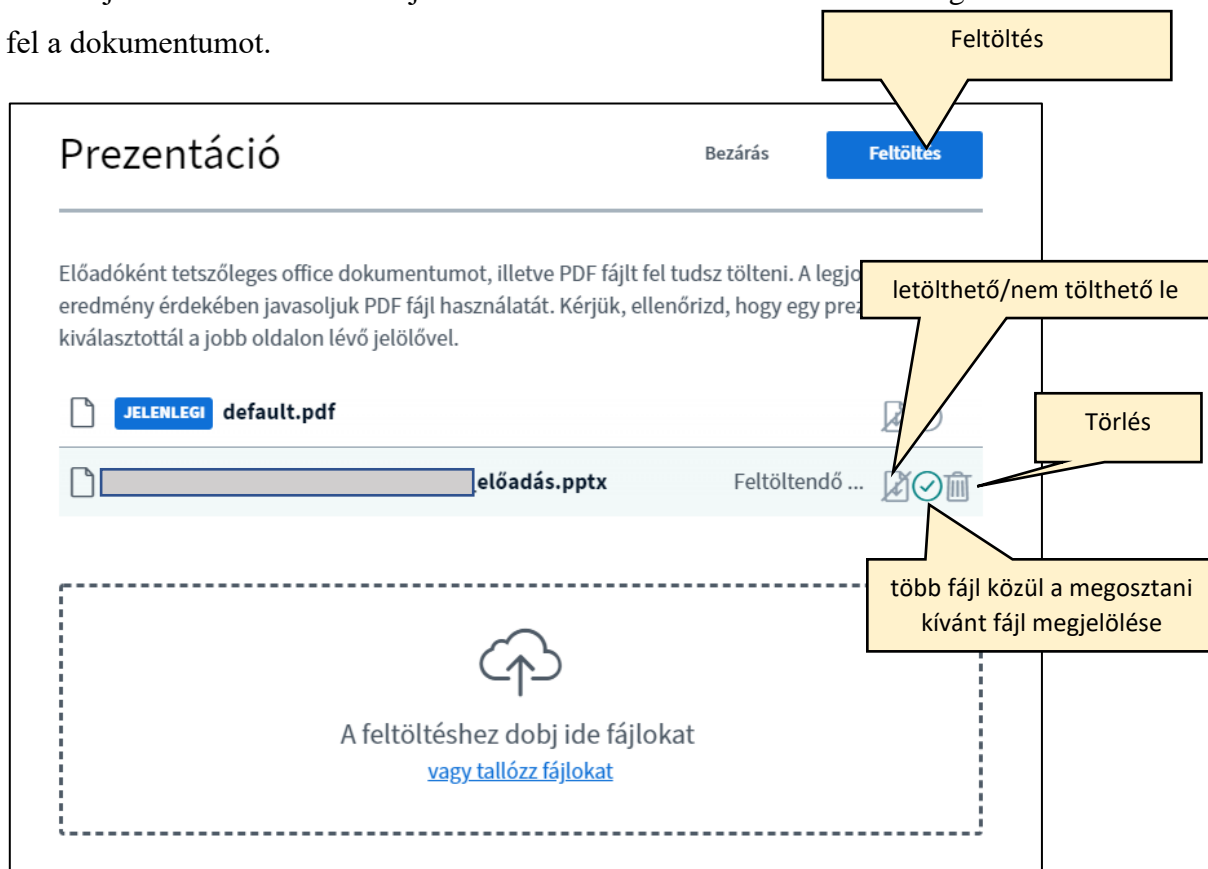 fel a dokumentumot.
Feltöltés
Prezentáció
Bezárás
Feltöltés
Előadóként tetszőleges office dokumentumot, illetve PDF fájlt fel tudsz tölteni. A
eredmény érdekében javasoljuk PDF fájl használatát. Kérjük, ellenőrizd, hogy egy
kiválasztottál a jobb oldalon lévő jelölővel.
letölthető/nem tölthető le
JELENLEGI default.pdf
Törlés
előadás.pptx
Feltöltendő ...
több fájl közül a megosztani
kívánt fájl megjelölése
A feltöltéshez dobj ide fájlokat
vagy tallózz fájlokat